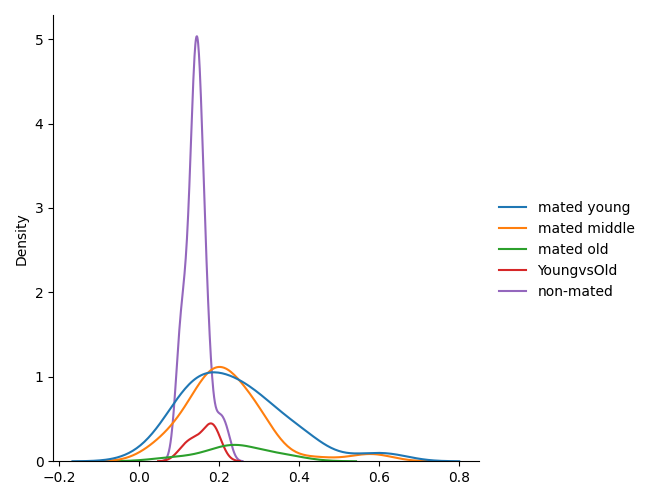 5
4
3
2
1
0
Density
−0.2
0.0
0.2
0.4
0.6
0.8
mated young
mated middle
mated old
YoungvsOld
non-mated